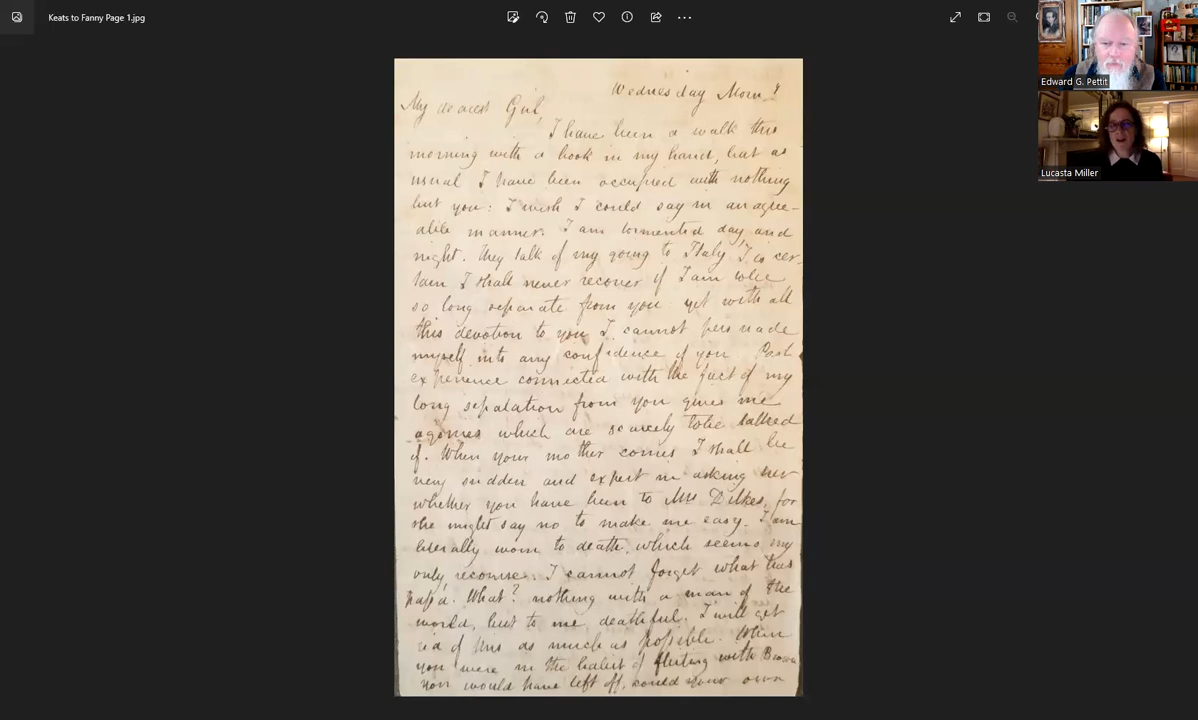 Keats to Fanny Page 1.jpg
Edward G. Pettit
Lucasta Miller
Wednesday Morng
My dearest Girl,
I have been a walk this
morning with a book in my hand, but as
usual I have been occupied with nothing
but you: I wish I could say in an agree-
able manner. I am tormented day and
night. They talk of my going to Italy. 'Tis cer-
tain I shall never recover if I am to be
so long separate from you: yet with all
this devotion to you I cannot persuade
myself into any confidence of you. Past
experience connected with the fact of my
long separation from you gives me
agonies which are scarcely to be talked
of. When your mother comes I shall be
very sudden and expert in asking her
whether you have been to Mrs Dilkes, for
she might say no to make me easy. I am
literally worn to death, which seems my
only recourse. I cannot forget what has
pass'd. What? nothing with a man of the
world, but to me deathful. I will get
rid of this as much as possible. When
you were in the habit of flirting with Brown
you would have left off, could your own